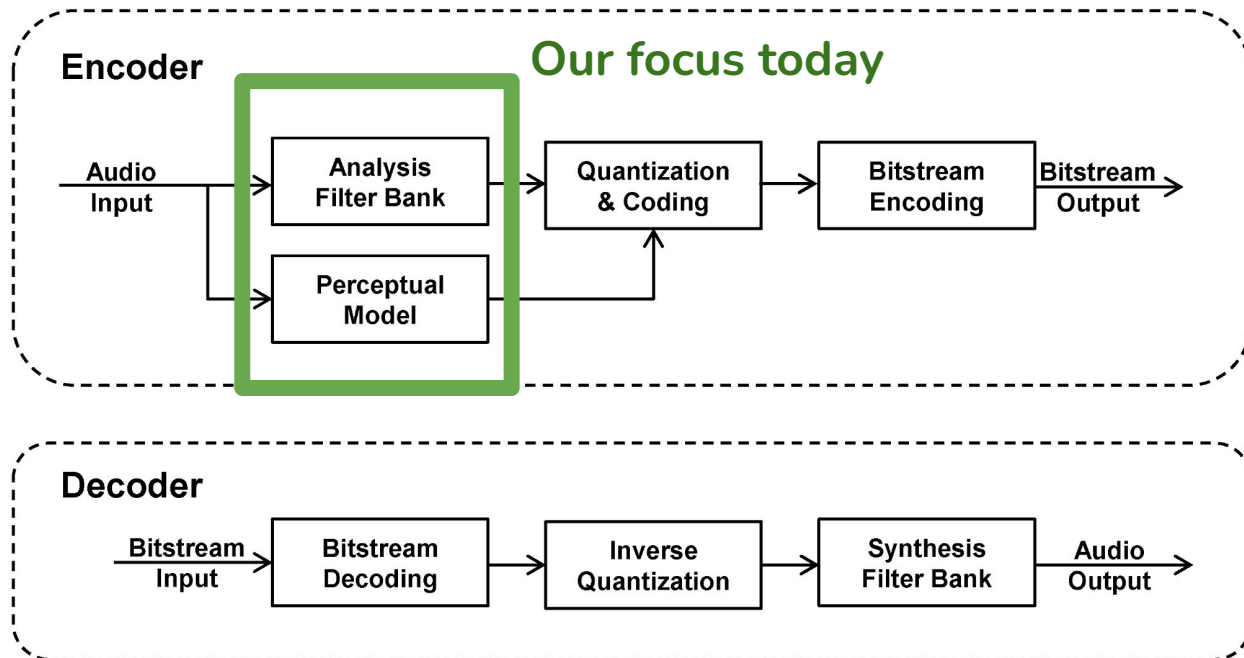 Our focus today
Encoder
Audio
Input
Analysis
Filter Bank
Quantization
& Coding
Bitstream
Encoding
Bitstream
Output
Perceptual
Model
Decoder
Bitstream
Input
Bitstream
Decoding
Inverse
Quantization
Synthesis
Filter Bank
Audio
Output